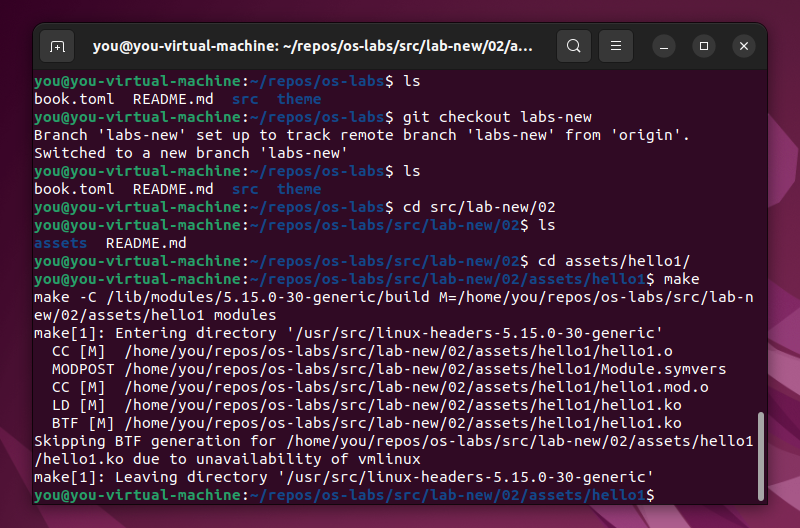 you@you-virtual-machine: ~/repos/os-labs/src/lab-new/02/a...
you@you-virtual-machine:~/repos/os-labs$ ls
book.toml  README.md  src  theme
you@you-virtual-machine:~/repos/os-labs$ git checkout labs-new
Branch 'labs-new' set up to track remote branch 'labs-new' from 'origin'.
Switched to a new branch 'labs-new'
you@you-virtual-machine:~/repos/os-labs$ ls
book.toml  README.md  src  theme
you@you-virtual-machine:~/repos/os-labs$ cd src/lab-new/02
you@you-virtual-machine:~/repos/os-labs/src/lab-new/02$ ls
assets  README.md
you@you-virtual-machine:~/repos/os-labs/src/lab-new/02$ cd assets/hello1/
you@you-virtual-machine:~/repos/os-labs/src/lab-new/02/assets/hello1$ make
make -C /lib/modules/5.15.0-30-generic/build M=/home/you/repos/os-labs/src/lab-n
ew/02/assets/hello1 modules
make[1]: Entering directory '/usr/src/linux-headers-5.15.0-30-generic'
  CC [M]  /home/you/repos/os-labs/src/lab-new/02/assets/hello1/hello1.o
  MODPOST /home/you/repos/os-labs/src/lab-new/02/assets/hello1/Module.symvers
  CC [M]  /home/you/repos/os-labs/src/lab-new/02/assets/hello1/hello1.mod.o
  LD [M]  /home/you/repos/os-labs/src/lab-new/02/assets/hello1/hello1.ko
  BTF [M] /home/you/repos/os-labs/src/lab-new/02/assets/hello1/hello1.ko
Skipping BTF generation for /home/you/repos/os-labs/src/lab-new/02/assets/hello1
/hello1.ko due to unavailability of vmlinux
make[1]: Leaving directory '/usr/src/linux-headers-5.15.0-30-generic'
you@you-virtual-machine:~/repos/os-labs/src/lab-new/02/assets/hello1$